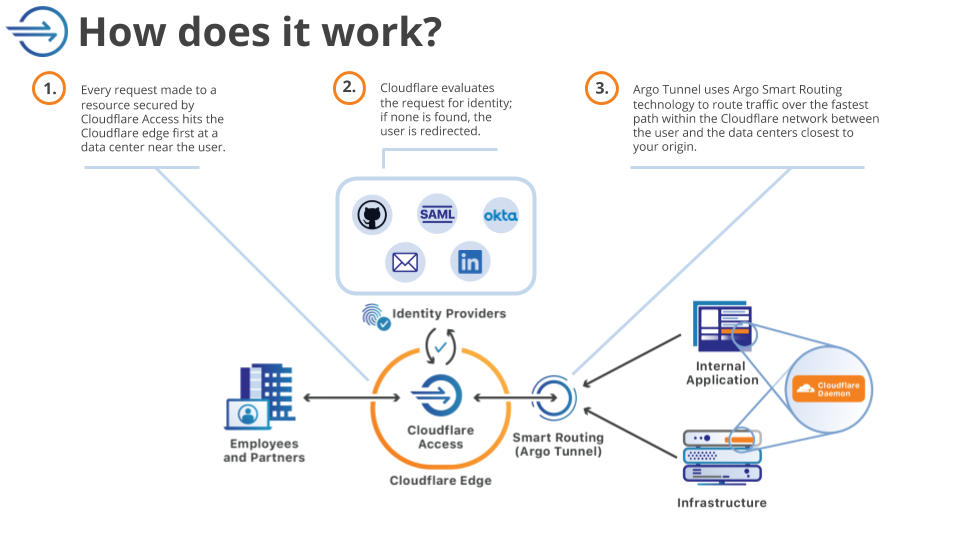 How does it work?
1.
Every request made to a
resource secured by
Cloudflare Access hits the
Cloudflare edge first at a
data center near the user.
2.
Cloudflare evaluates
the request for identity;
if none is found, the
user is redirected.
3.
Argo Tunnel uses Argo Smart Routing
technology to route traffic over the fastest
path within the Cloudflare network between
the user and the data centers closest to
your origin.
SAML
okta
in
Identity Providers
Employees
and Partners
Cloudflare
Access
Cloudflare Edge
Smart Routing
(Argo Tunnel)
Internal
Application
Cloudflare
Daemon
Infrastructure